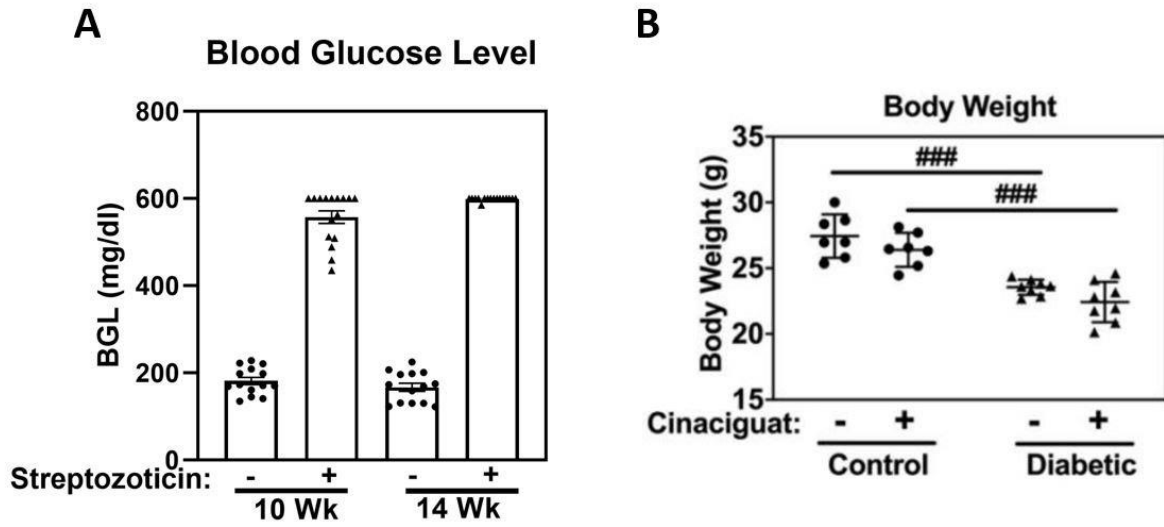 A
Blood Glucose Level
BGL (mg/dl)
800
600
400
200
0
Streptozoticin: - + - +
10 Wk 14 Wk
B
Body Weight
Body Weight (g)
35
30
25
20
15
###
###
Cinaciguat: - + - +
Control Diabetic